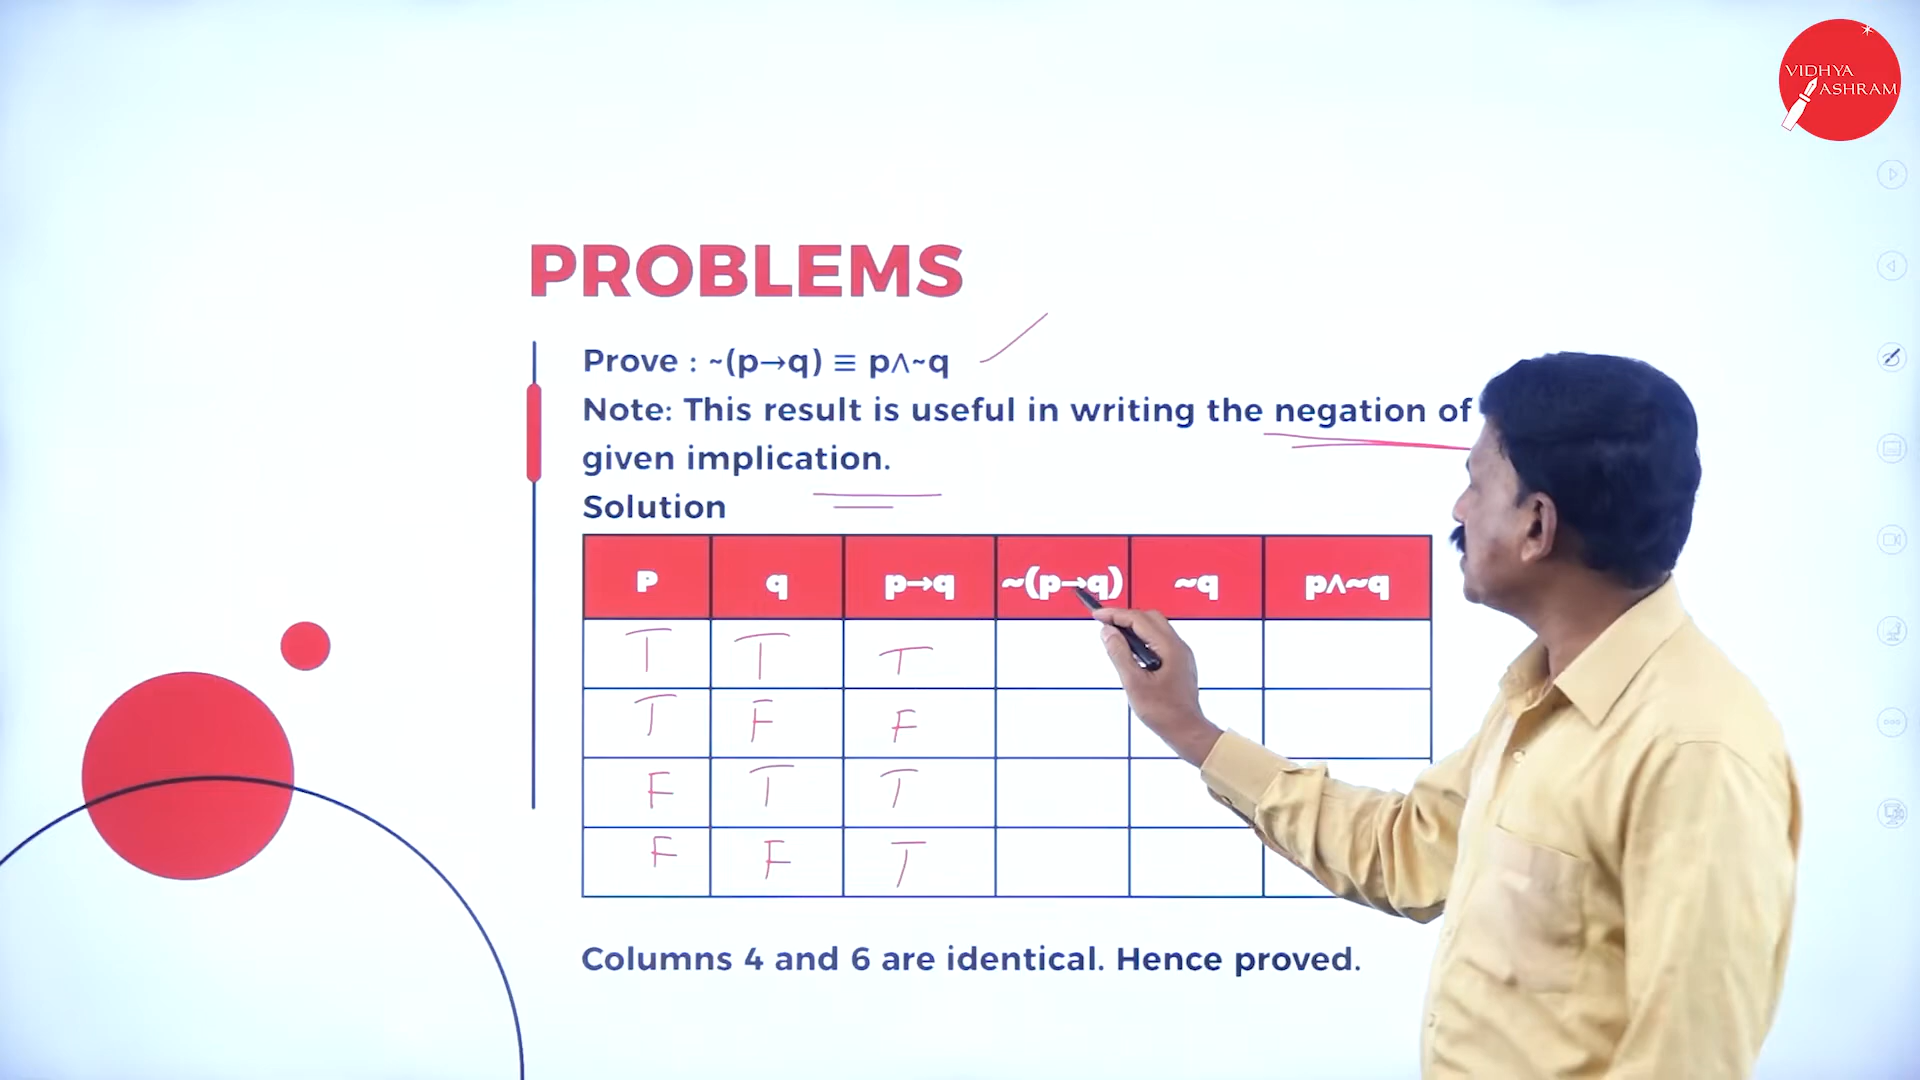 VIDHYA
ASHRAM
PROBLEMS
Prove : ~(p→q) ≡ p∧~q
Note: This result is useful in writing the negation of
given implication.
Solution
P q p→q ~(p→q) ~q p∧~q
T T T
T F F
F T T
F F T
Columns 4 and 6 are identical. Hence proved.